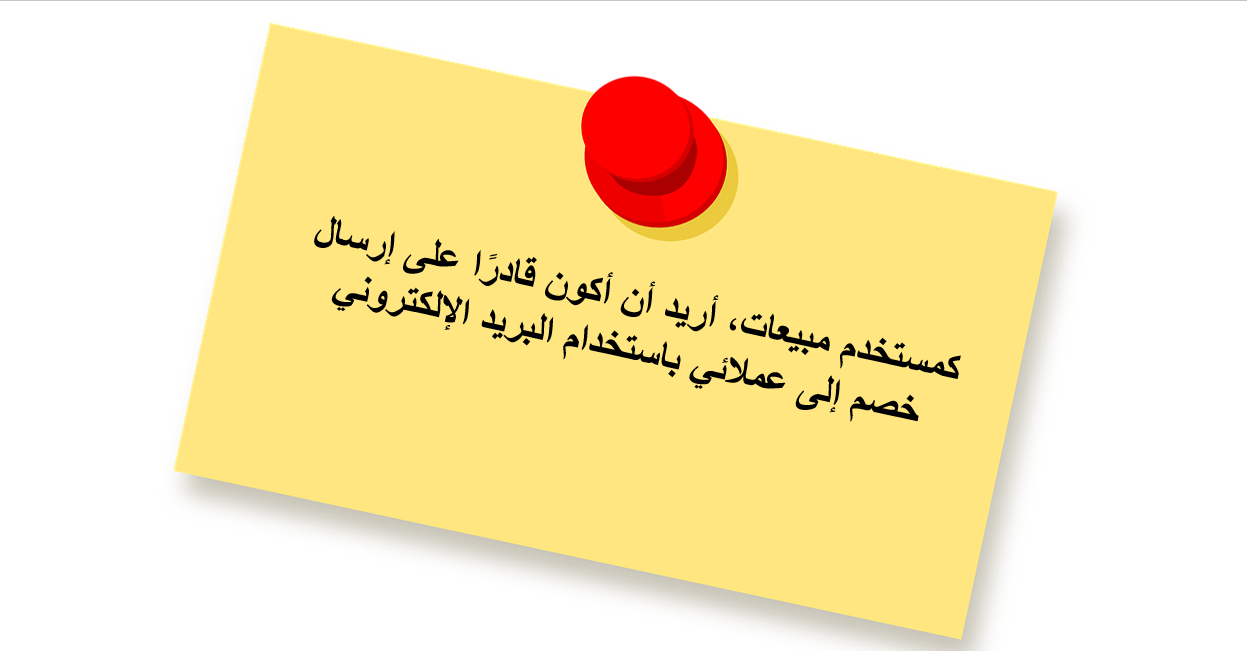 كمستخدم مبيعات، أريد أن أكون قادرًا على إرسال
خصم إلى عملائي باستخدام البريد الإلكتروني